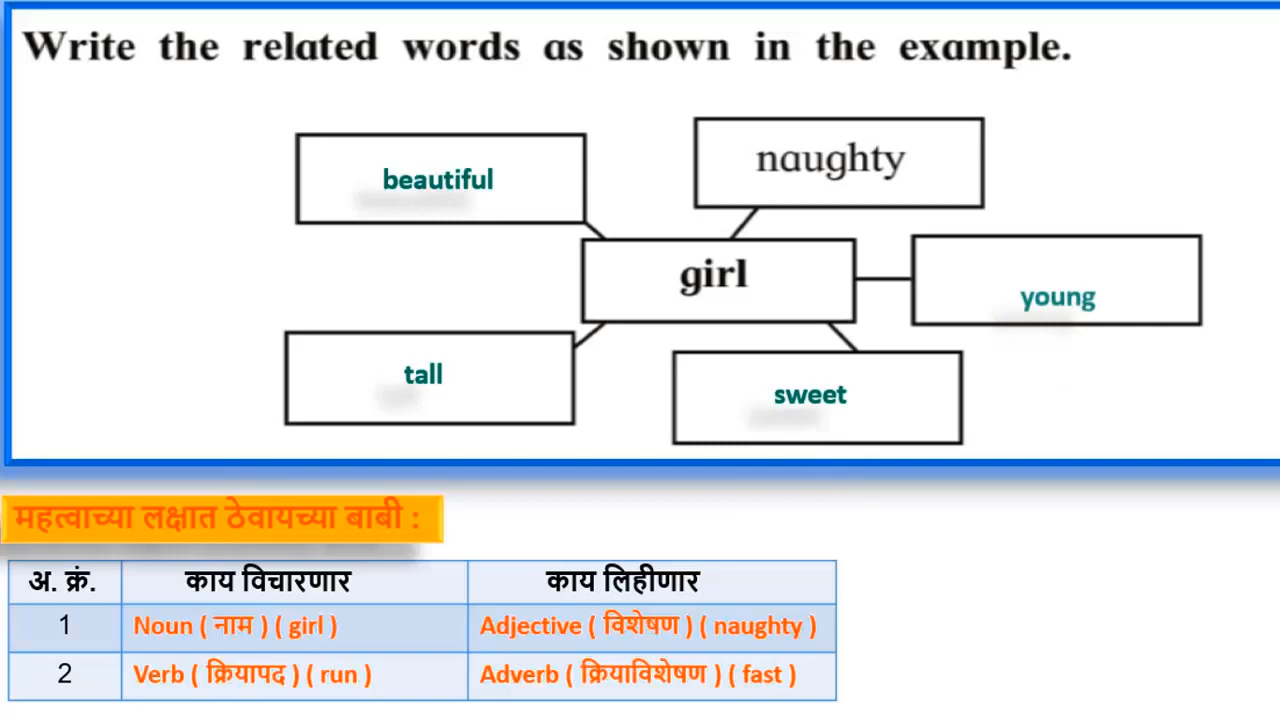 Write the related words as shown in the example.
beautiful
naughty
girl
young
tall
sweet
महत्वाच्या लक्षात ठेवायच्या बाबी :
अ. क्रं. काय विचारणार काय लिहीणार
1 Noun ( नाम ) ( girl ) Adjective ( विशेषण ) ( naughty )
2 Verb ( क्रियापद ) ( run ) Adverb ( क्रियाविशेषण ) ( fast )